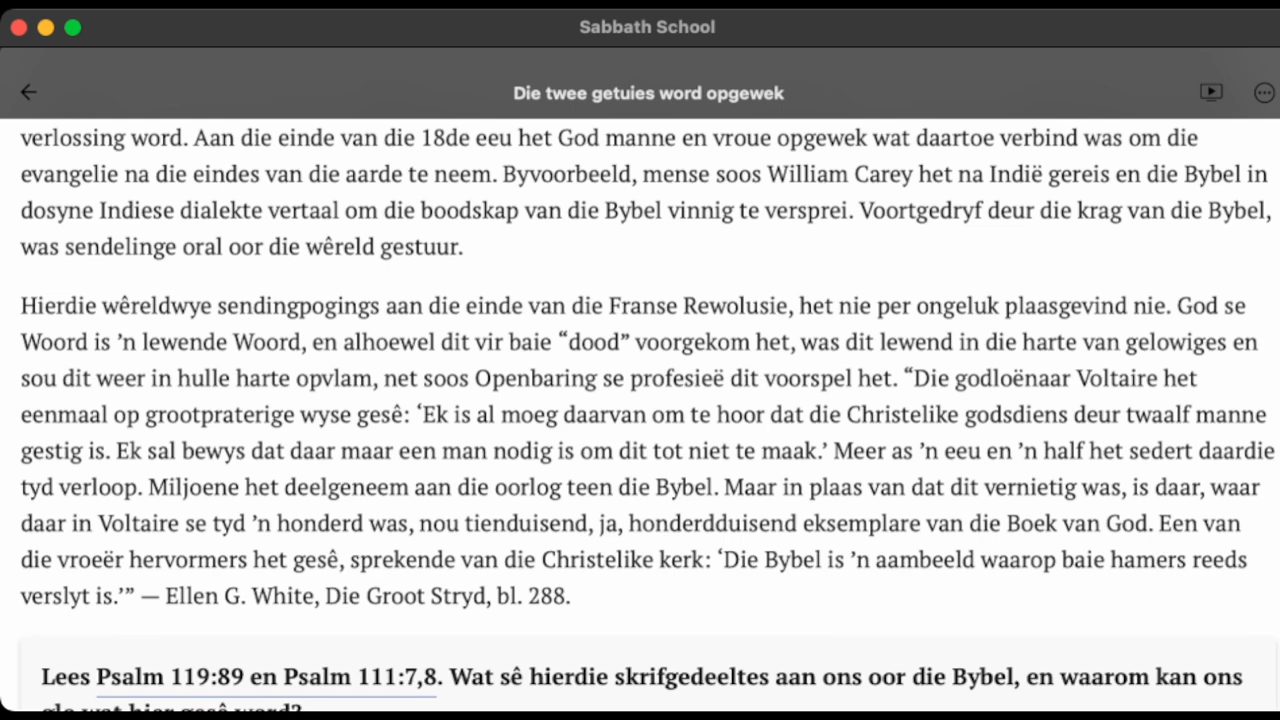 Sabbath School
Die twee getuies word opgewek
verlossing word. Aan die einde van die 18de eeu het God manne en vroue opgewek wat daartoe verbind was om die
evangelie na die eindes van die aarde te neem. Byvoorbeeld, mense soos William Carey het na Indië gereis en die Bybel in
dosyne Indiese dialekte vertaal om die boodskap van die Bybel vinnig te versprei. Voortgedryf deur die krag van die Bybel,
was sendelinge oral oor die wêreld gestuur.
Hierdie wêreldwye sendingpogings aan die einde van die Franse Rewolusie, het nie per ongeluk plaasgevind nie. God se
Woord is ’n lewende Woord, en alhoewel dit vir baie “dood” voorgekom het, was dit lewend in die harte van gelowiges en
sou dit weer in hulle harte opvlam, net soos Openbaring se profesieë dit voorspel het. “Die godloënaar Voltaire het
eenmaal op grootpraterige wyse gesê: ‘Ek is al moeg daarvan om te hoor dat die Christelike godsdiens deur twaalf manne
gestig is. Ek sal bewys dat daar maar een man nodig is om dit tot niet te maak.’ Meer as ’n eeu en ’n half het sedert daardie
tyd verloop. Miljoene het deelgeneem aan die oorlog teen die Bybel. Maar in plaas van dat dit vernietig was, is daar, waar
daar in Voltaire se tyd ’n honderd was, nou tienduisend, ja, honderdduisend eksemplare van die Boek van God. Een van
die vroeër hervormers het gesê, sprekende van die Christelike kerk: ‘Die Bybel is ’n aambeeld waarop baie hamers reeds
verslyt is.’” — Ellen G. White, Die Groot Stryd, bl. 288.
Lees Psalm 119:89 en Psalm 111:7,8. Wat sê hierdie skrifgedeeltes aan ons oor die Bybel, en waarom kan ons
glo wat hier gesê word?